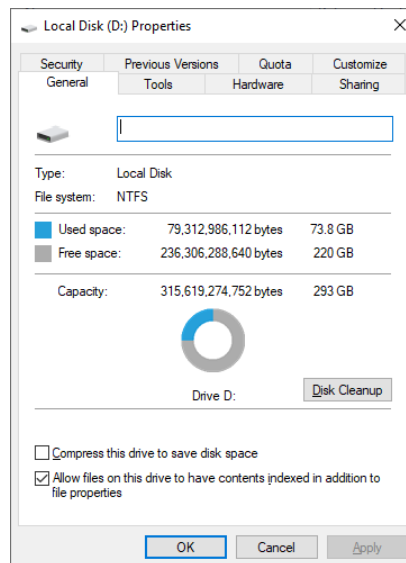 Local Disk (D:) Properties
Security Previous Versions Quota Customize
General Tools Hardware Sharing
Type: Local Disk
File system: NTFS
Used space: 79,312,986,112 bytes 73.8 GB
Free space: 236,306,288,640 bytes 220 GB
Capacity: 315,619,274,752 bytes 293 GB
Drive D: Disk Cleanup
Compress this drive to save disk space
Allow files on this drive to have contents indexed in addition to
file properties
OK Cancel Apply